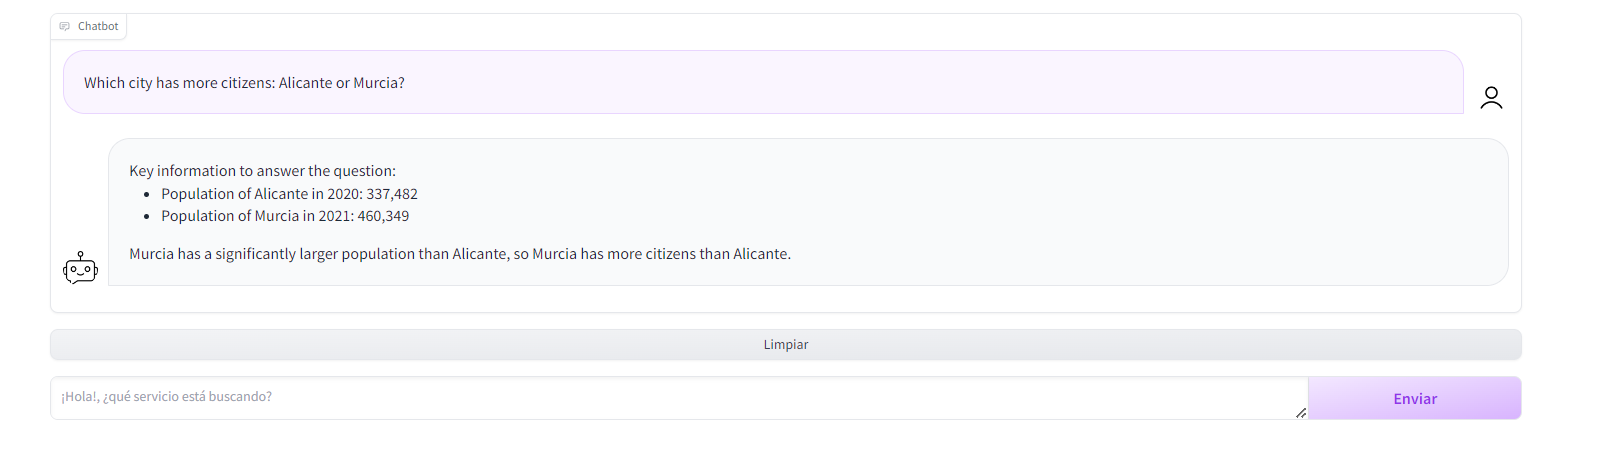 Chatbot
Which city has more citizens: Alicante or Murcia?
Key information to answer the question:
• Population of Alicante in 2020: 337,482
• Population of Murcia in 2021: 460,349
Murcia has a significantly larger population than Alicante, so Murcia has more citizens than Alicante.
Limpiar
¡Hola!, ¿qué servicio está buscando?
Enviar